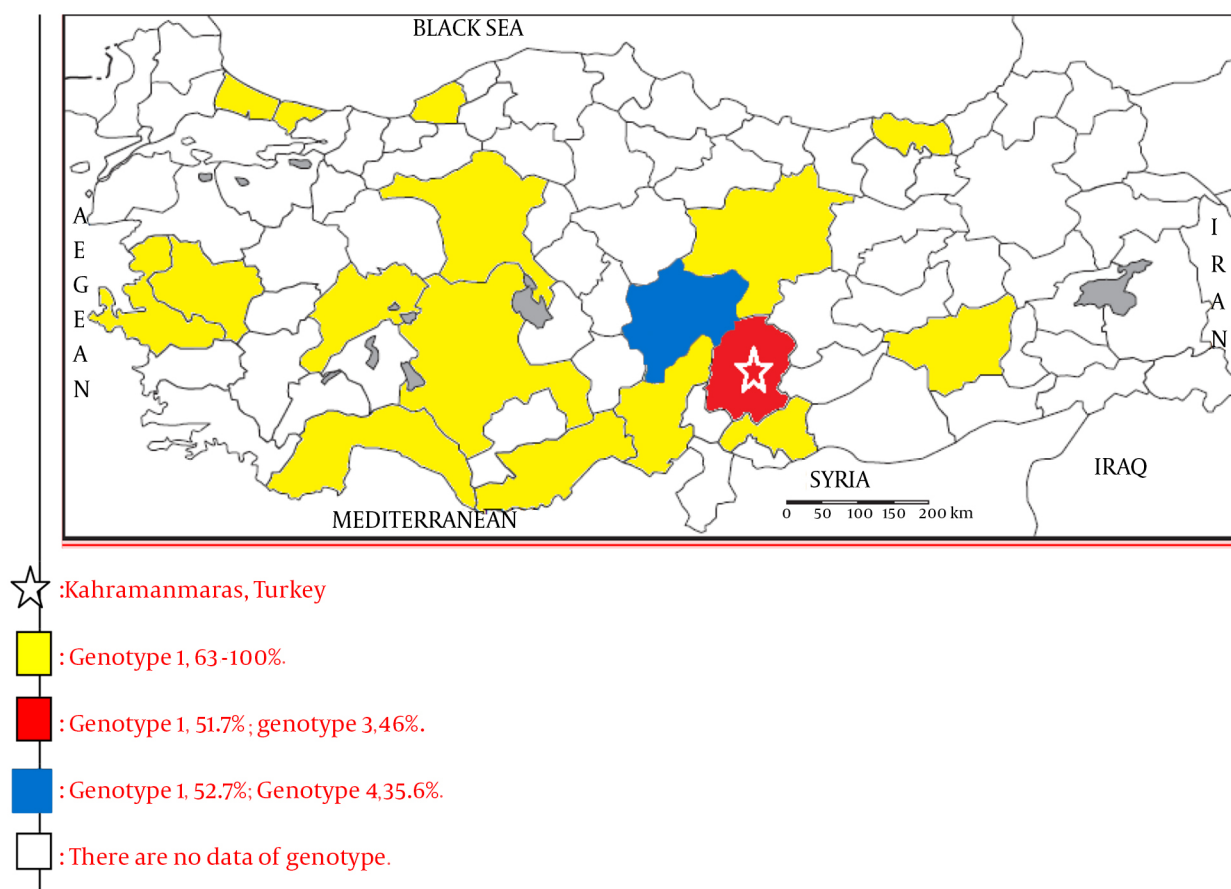 BLACK SEA
AEGEAN
IRAN
SYRIA
IRAQ
MEDITERRANEAN
0 50 100 150 200 km
:Kahramanmaras, Turkey
: Genotype 1, 63 -100%.
: Genotype 1, 51.7% ; genotype 3,46%.
: Genotype 1, 52.7%; Genotype 4,35.6%.
: There are no data of genotype.